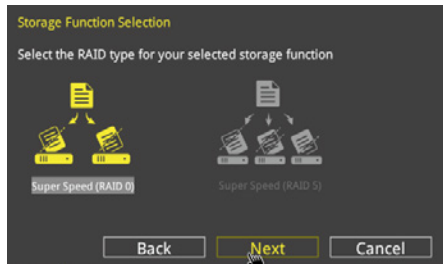 Storage Function Selection
Select the RAID type for your selected storage function
Super Speed (RAID 0)
Super Speed (RAID 5)
Back
Next
Cancel